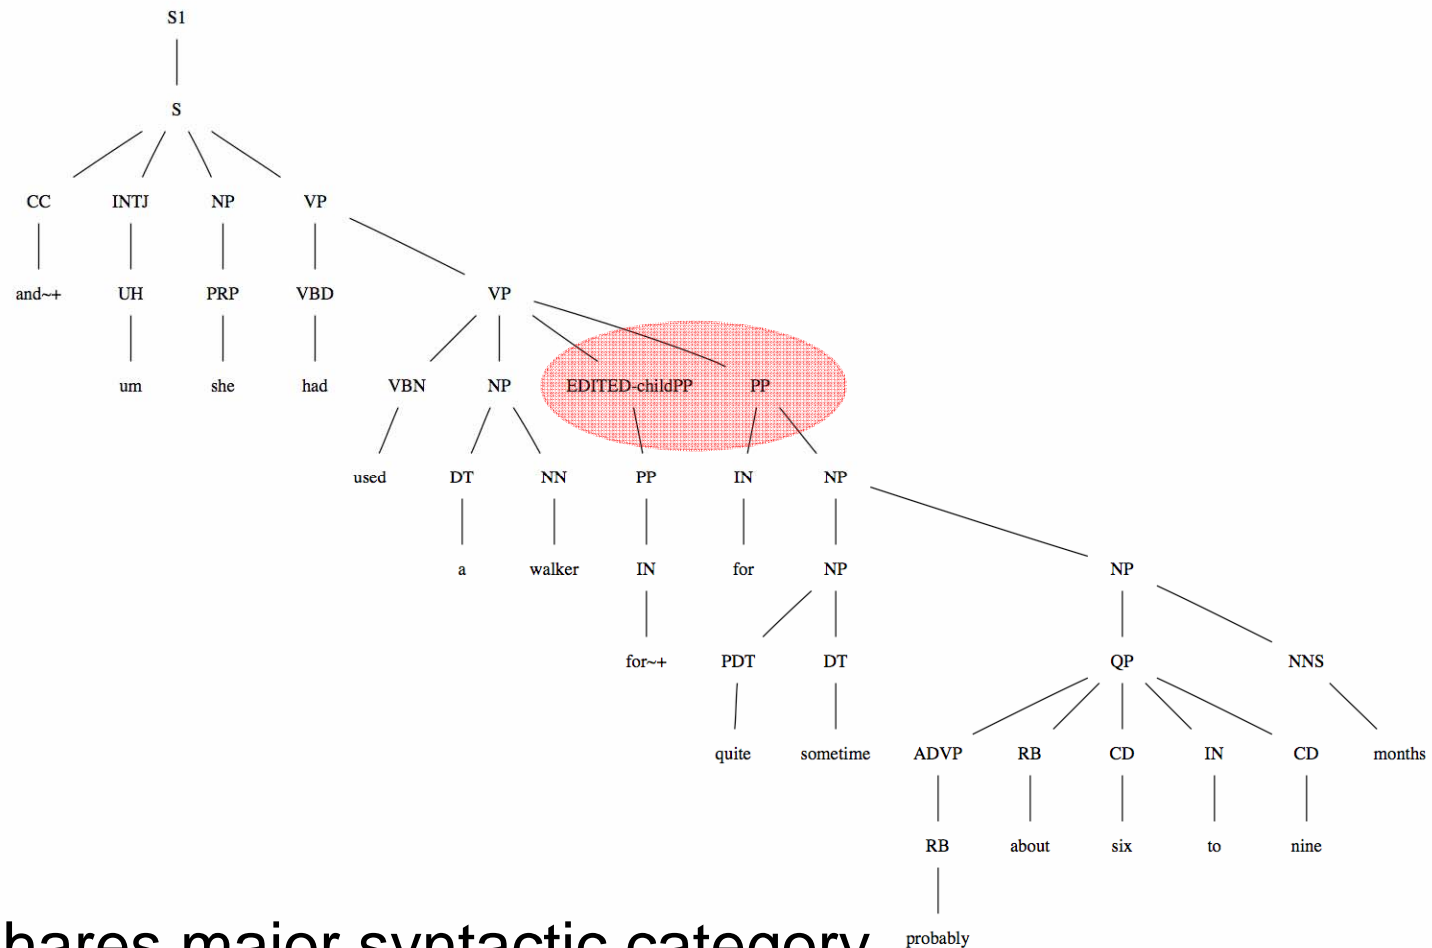 S1
S
CC INTJ NP VP
and~+ UH PRP VBD VP
um she had VBN NP EDITED-childPP PP
used DT NN PP IN NP
a walker IN for NP NP
for~+ PDT DT QP NNS
quite sometime ADVP RB CD IN CD months
RB about six to nine
hares major syntactic category probably